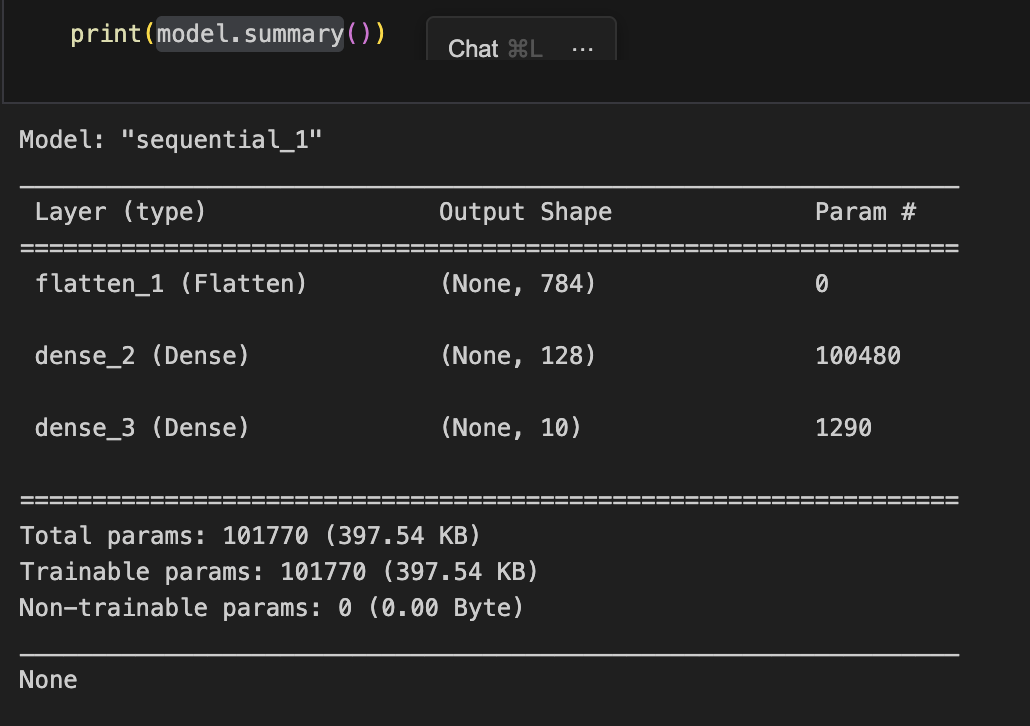 print(model.summary())
Chat ⌘L ...
Model: "sequential_1"
Layer (type) Output Shape Param #
=================================================================
flatten_1 (Flatten) (None, 784) 0
dense_2 (Dense) (None, 128) 100480
dense_3 (Dense) (None, 10) 1290
=================================================================
Total params: 101770 (397.54 KB)
Trainable params: 101770 (397.54 KB)
Non-trainable params: 0 (0.00 Byte)
_________________________________________________________________
None